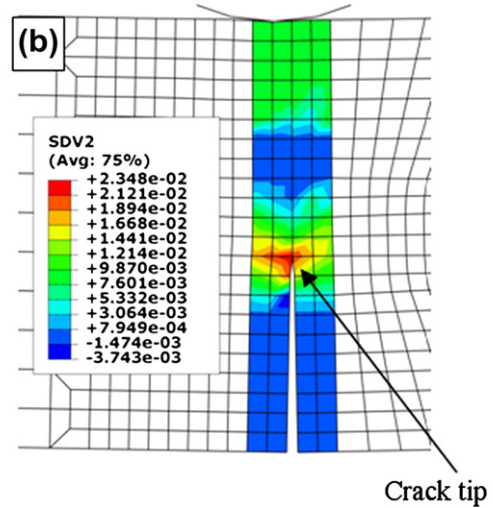 (b)
SDV2
(Avg: 75%)
+2.348e-02
+2.121e-02
+1.894e-02
+1.668e-02
+1.441e-02
+1.214e-02
+9.870e-03
+7.601e-03
+5.332e-03
+3.064e-03
+7.949e-04
-1.474e-03
-3.743e-03
Crack tip